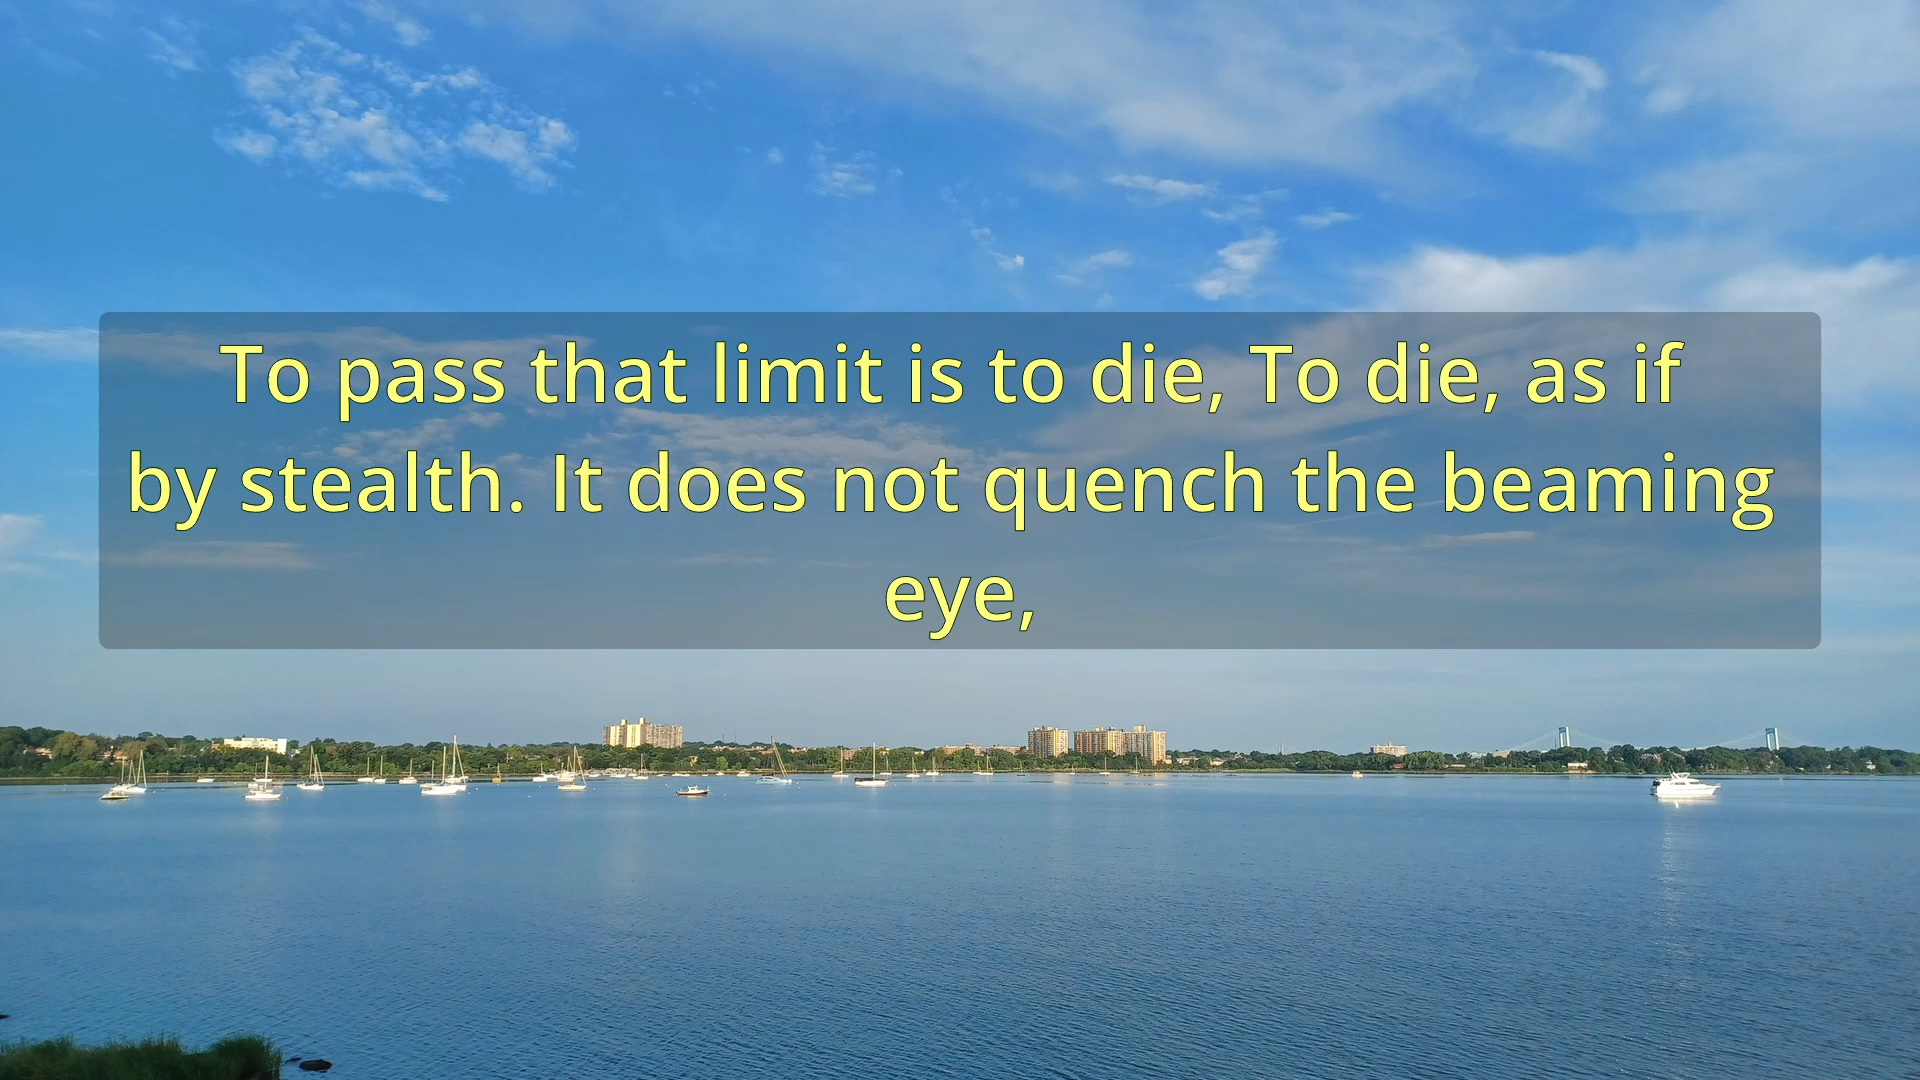 To pass that limit is to die, To die, as if
by stealth. It does not quench the beaming
eye,